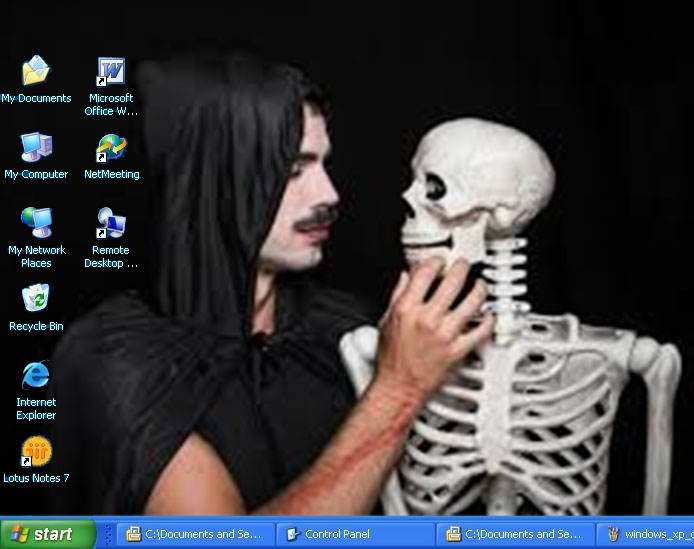 My Documents
Microsoft
Office W...
My Computer
NetMeeting
My Network
Places
Remote
Desktop ...
Recycle Bin
Internet
Explorer
Lotus Notes 7
start
C:\Documents and Se...
Control Panel
C:\Documents and Se...
windows_xp_